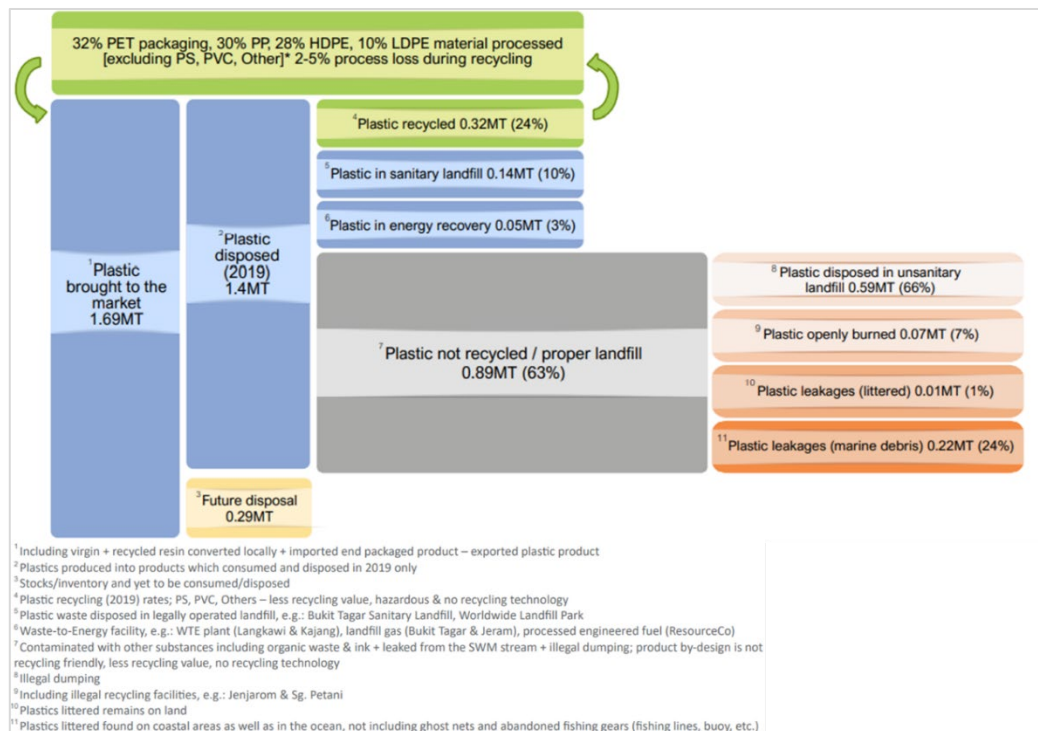 32% PET packaging, 30% PP, 28% HDPE, 10% LDPE material processed
[excluding PS, PVC, Other]* 2-5% process loss during recycling
1Plastic
brought to the
market
1.69MT
2Plastic
disposed
(2019)
1.4MT
3Future disposal
0.29MT
4Plastic recycled 0.32MT (24%)
5Plastic in sanitary landfill 0.14MT (10%)
6Plastic in energy recovery 0.05MT (3%)
7Plastic not recycled / proper landfill
0.89MT (63%)
8Plastic disposed in unsanitary
landfill 0.59MT (66%)
9Plastic openly burned 0.07MT (7%)
10Plastic leakages (littered) 0.01MT (1%)
11Plastic leakages (marine debris) 0.22MT (24%)
1Including virgin + recycled resin converted locally + imported end packaged product – exported plastic product
2Plastics produced into products which consumed and disposed in 2019 only
3Stocks/inventory and yet to be consumed/disposed
4Plastic recycling (2019) rates; PS, PVC, Others – less recycling value, hazardous & no recycling technology
5Plastic waste disposed in legally operated landfill, e.g.: Bukit Tagar Sanitary Landfill, Worldwide Landfill Park
6Waste-to-Energy facility, e.g.: WTE plant (Langkawi & Kajang), landfill gas (Bukit Tagar & Jeram), processed engineered fuel (ResourceCo)
7Contaminated with other substances including organic waste & ink + leaked from the SWM stream + illegal dumping; product by-design is not
recycling friendly, less recycling value, no recycling technology
8Illegal dumping
9Including illegal recycling facilities, e.g.: Jenjarom & Sg. Petani
10Plastics littered remains on land
11Plastics littered found on coastal areas as well as in the ocean, not including ghost nets and abandoned fishing gears (fishing lines, buoy, etc.)